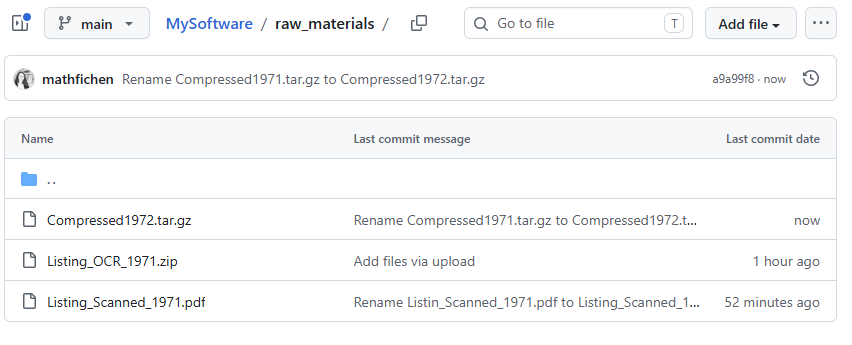 main MySoftware / raw_materials / Go to file T Add file
mathfichen Rename Compressed1971.tar.gz to Compressed1972.tar.gz a9a99f8 · now
Name Last commit message Last commit date
..
Compressed1972.tar.gz Rename Compressed1971.tar.gz to Compressed1972.t... now
Listing_OCR_1971.zip Add files via upload 1 hour ago
Listing_Scanned_1971.pdf Rename Listin_Scanned_1971.pdf to Listing_Scanned_1... 52 minutes ago